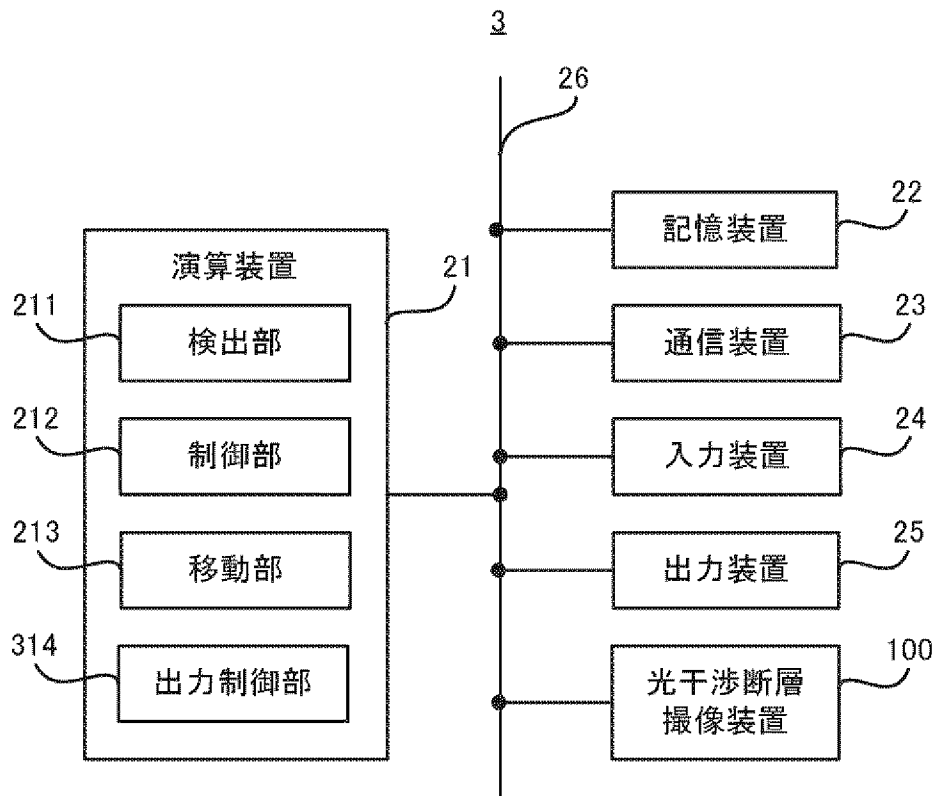 3
26
演算装置
21
211
検出部
212
制御部
213
移動部
314
出力制御部
記憶装置
22
通信装置
23
入力装置
24
出力装置
25
光干渉断層
撮像装置
100